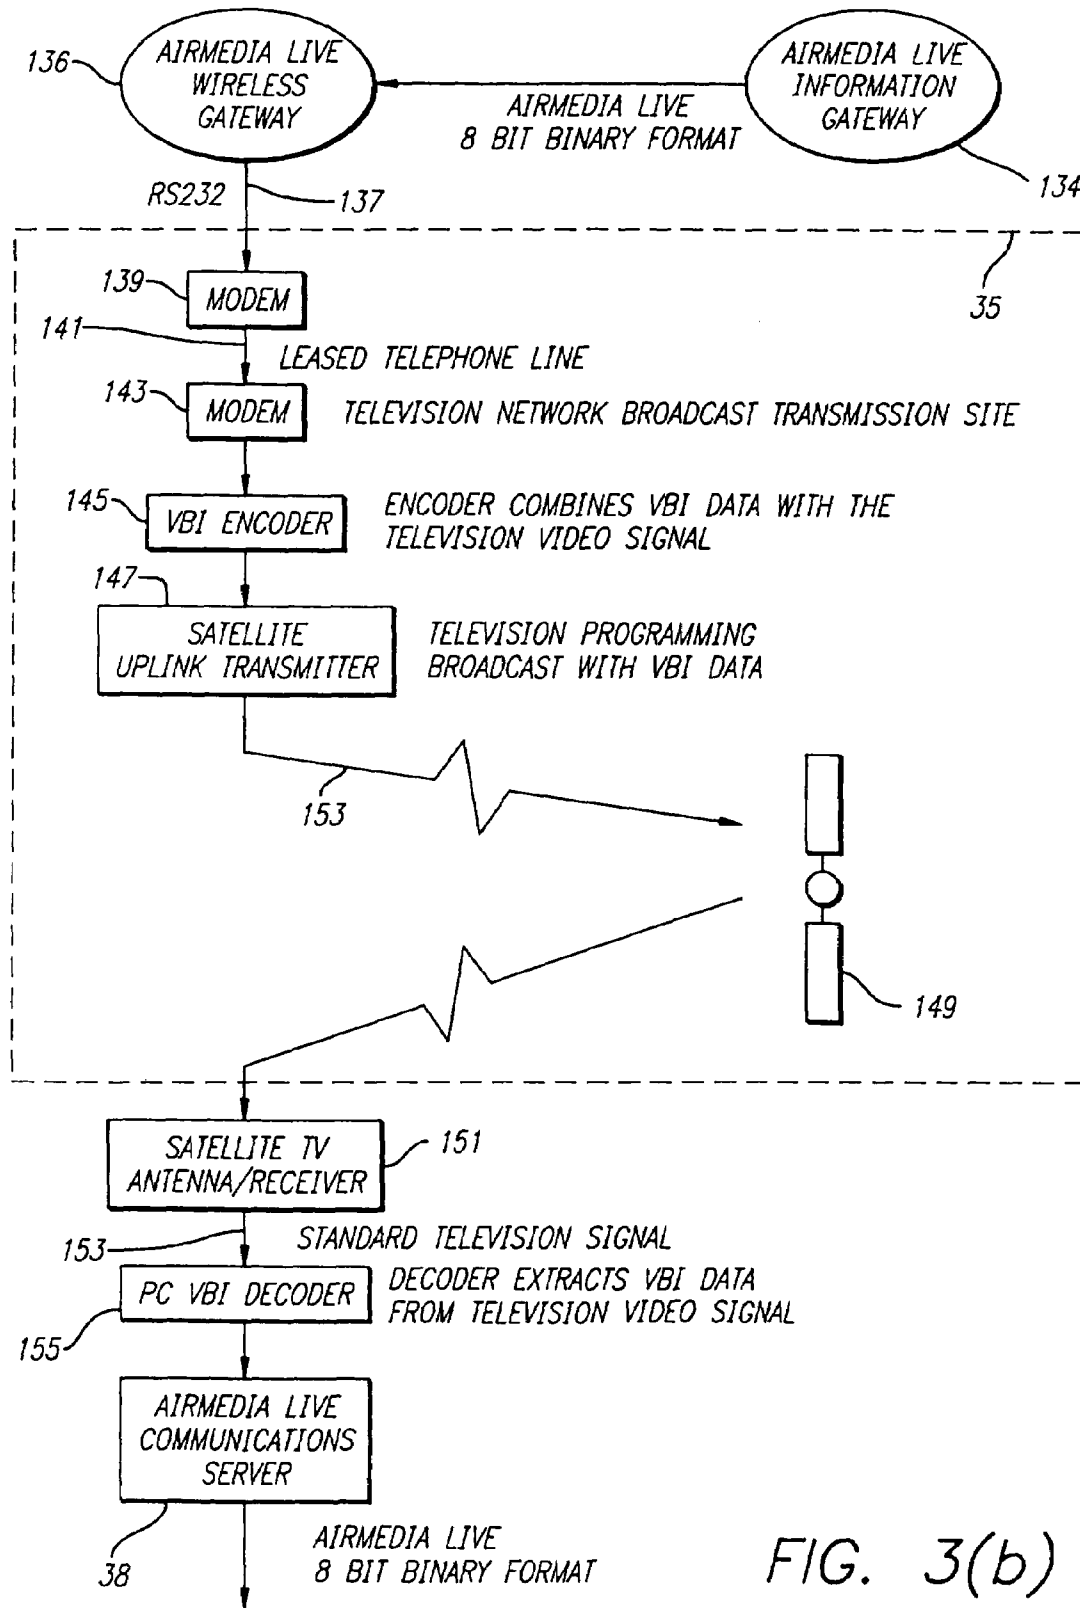 136
AIRMEDIA LIVE
WIRELESS
GATEWAY
AIRMEDIA LIVE
INFORMATION
GATEWAY
AIRMEDIA LIVE
8 BIT BINARY FORMAT
134
RS232
137
35
139
MODEM
141
LEASED TELEPHONE LINE
143
MODEM
TELEVISION NETWORK BROADCAST TRANSMISSION SITE
145
VBI ENCODER
ENCODER COMBINES VBI DATA WITH THE
TELEVISION VIDEO SIGNAL
147
SATELLITE
UPLINK TRANSMITTER
TELEVISION PROGRAMMING
BROADCAST WITH VBI DATA
153
149
SATELLITE TV
ANTENNA/RECEIVER
151
153
STANDARD TELEVISION SIGNAL
PC VBI DECODER
DECODER EXTRACTS VBI DATA
FROM TELEVISION VIDEO SIGNAL
155
AIRMEDIA LIVE
COMMUNICATIONS
SERVER
38
AIRMEDIA LIVE
8 BIT BINARY FORMAT
FIG. 3(b)